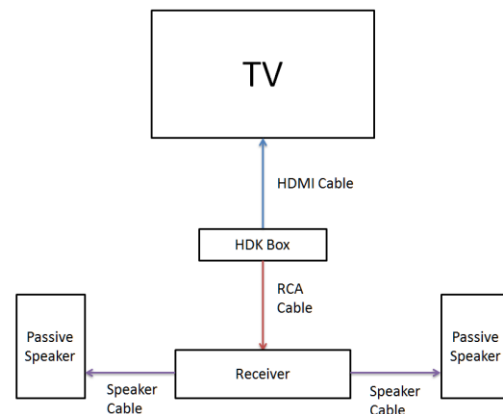 TV
HDMI Cable
HDK Box
RCA
Cable
Passive
Speaker
Passive
Speaker
Receiver
Speaker
Cable
Speaker
Cable